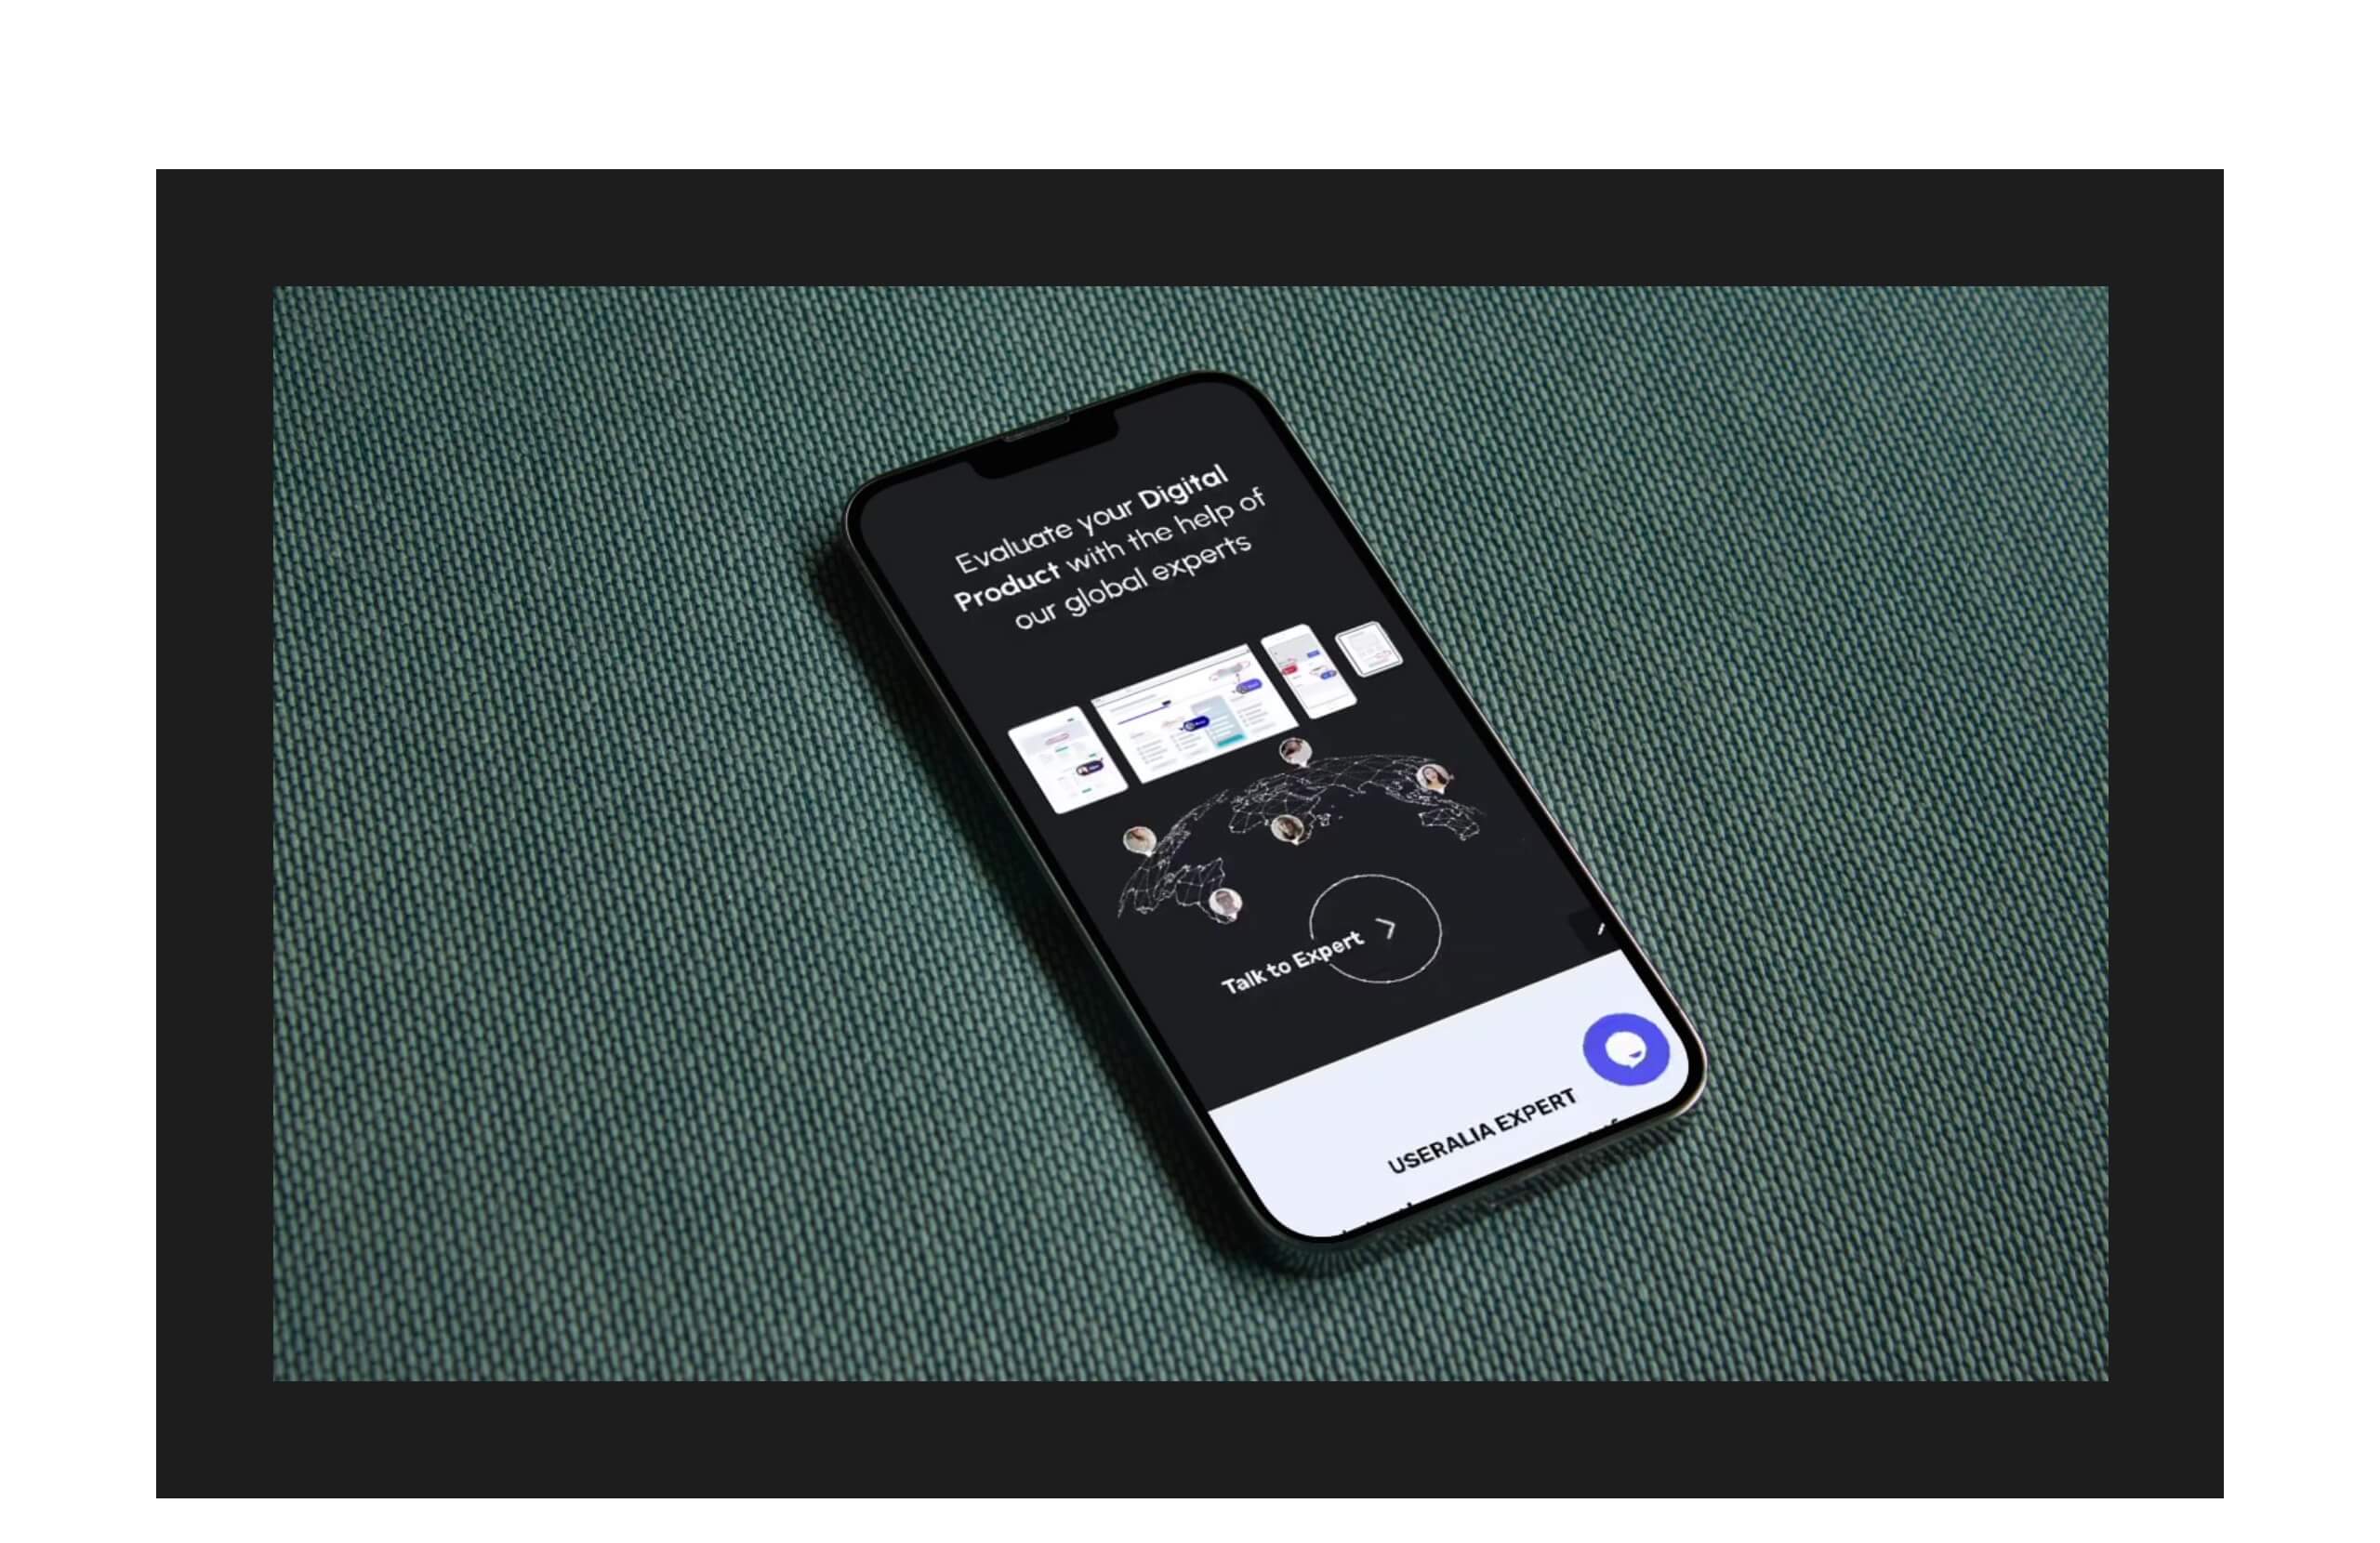 Evaluate your Digital
Product with the help of
our global experts
Talk to Expert
USERALIA EXPERT